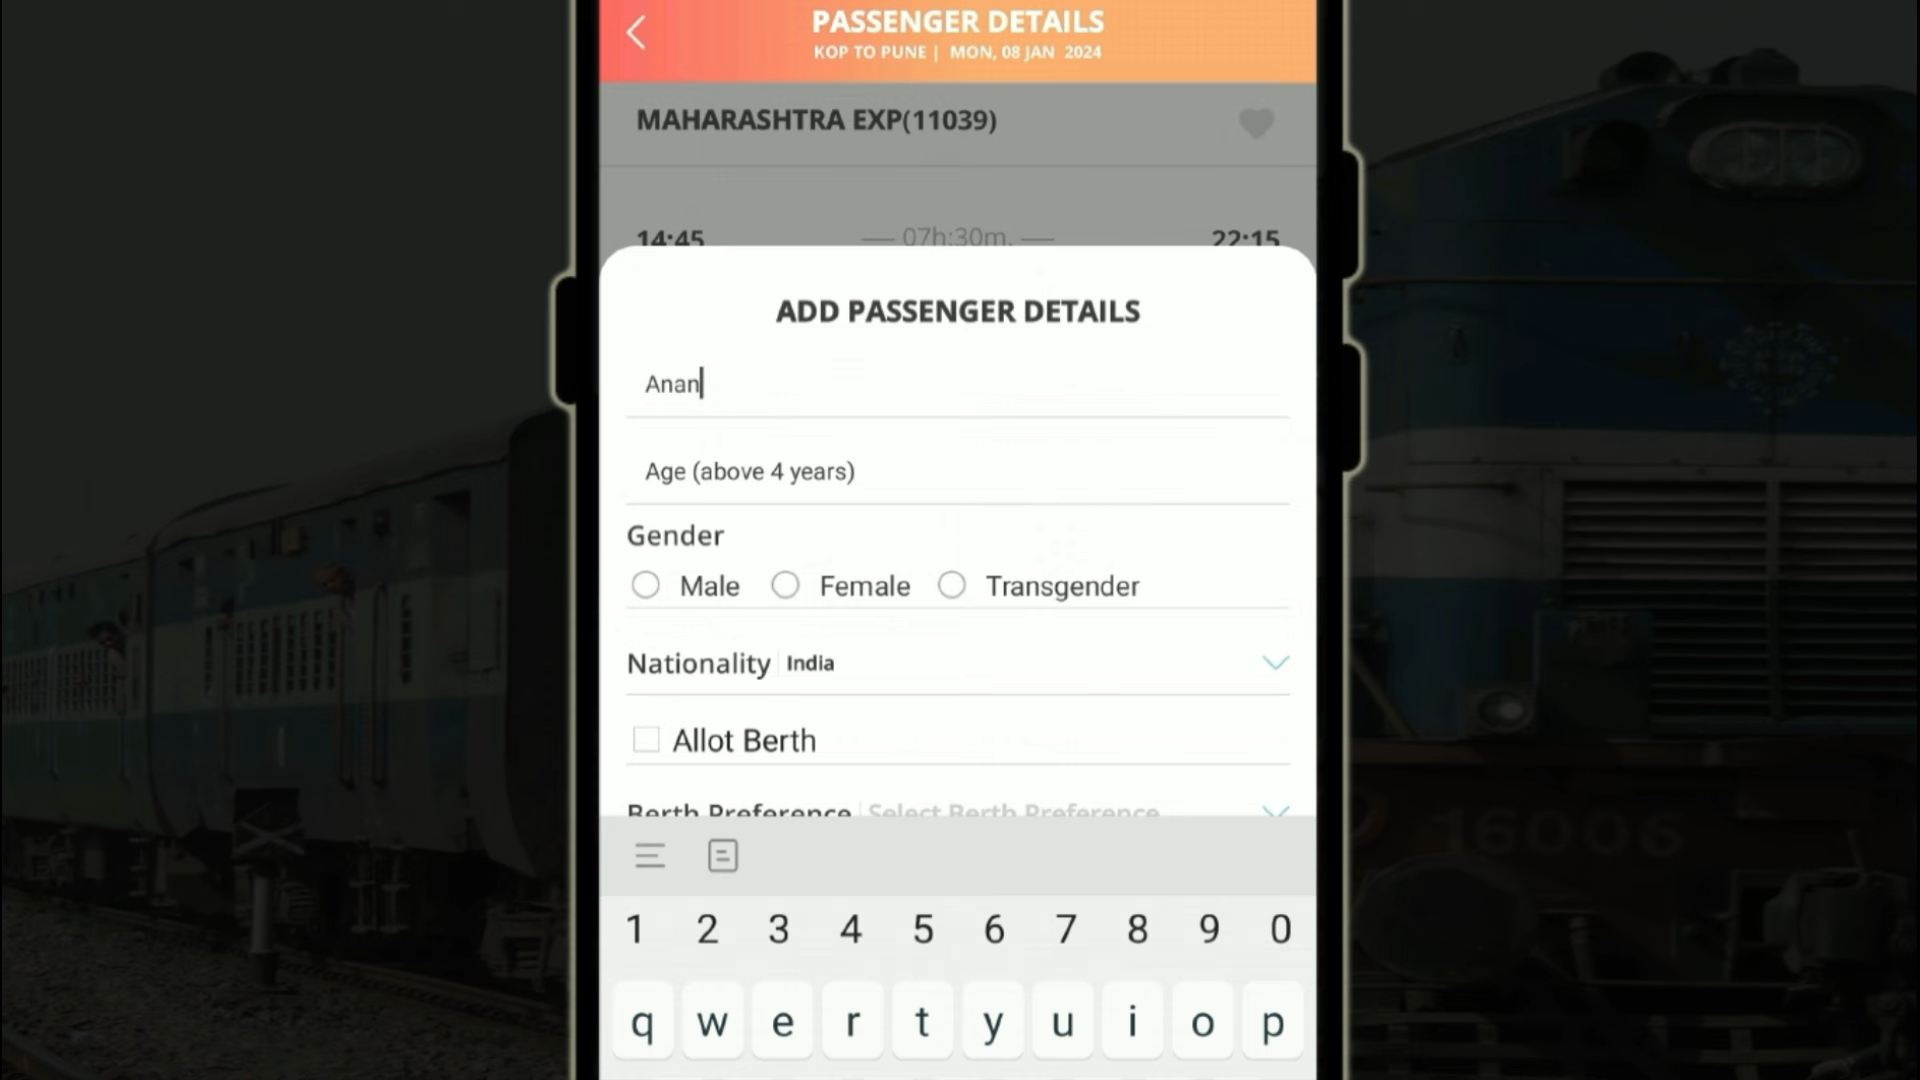 PASSENGER DETAILS
KOP TO PUNE | MON, 08 JAN 2024
MAHARASHTRA EXP(11039)
14:45 07h:30m. 22:15
ADD PASSENGER DETAILS
Anan
Age (above 4 years)
Gender
Male Female Transgender
Nationality India
Allot Berth
Berth Preference Select Berth Preference
16006
1 2 3 4 5 6 7 8 9 0
q w e r t y u i o p